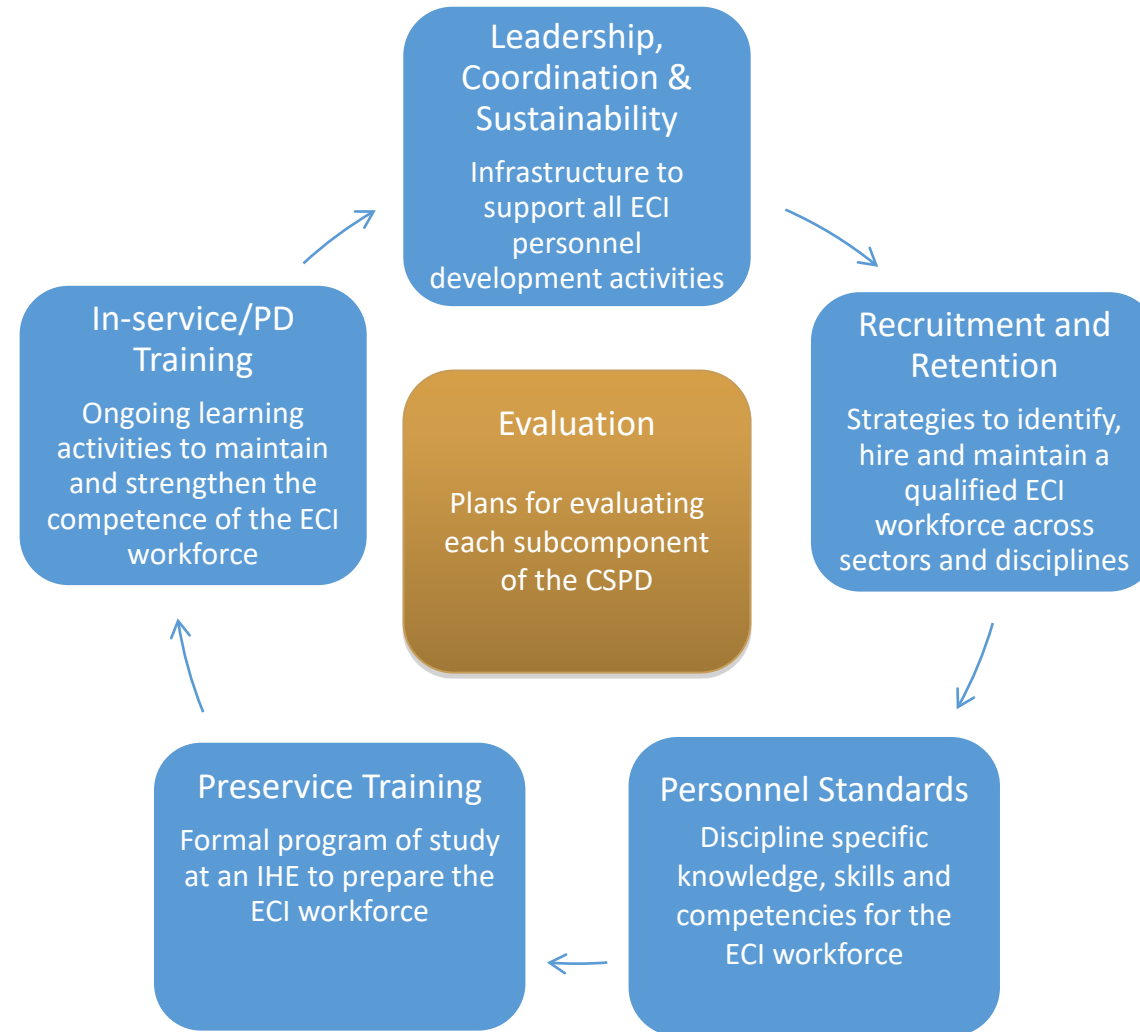 Leadership,
Coordination &
Sustainability
Infrastructure to
support all ECI
personnel
development activities
Recruitment and
Retention
Strategies to identify,
hire and maintain a
qualified ECI
workforce across
sectors and disciplines
Personnel Standards
Discipline specific
knowledge, skills and
competencies for the
ECI workforce
Preservice Training
Formal program of study
at an IHE to prepare the
ECI workforce
In-service/PD
Training
Ongoing learning
activities to maintain
and strengthen the
competence of the ECI
workforce
Evaluation
Plans for evaluating
each subcomponent
of the CSPD